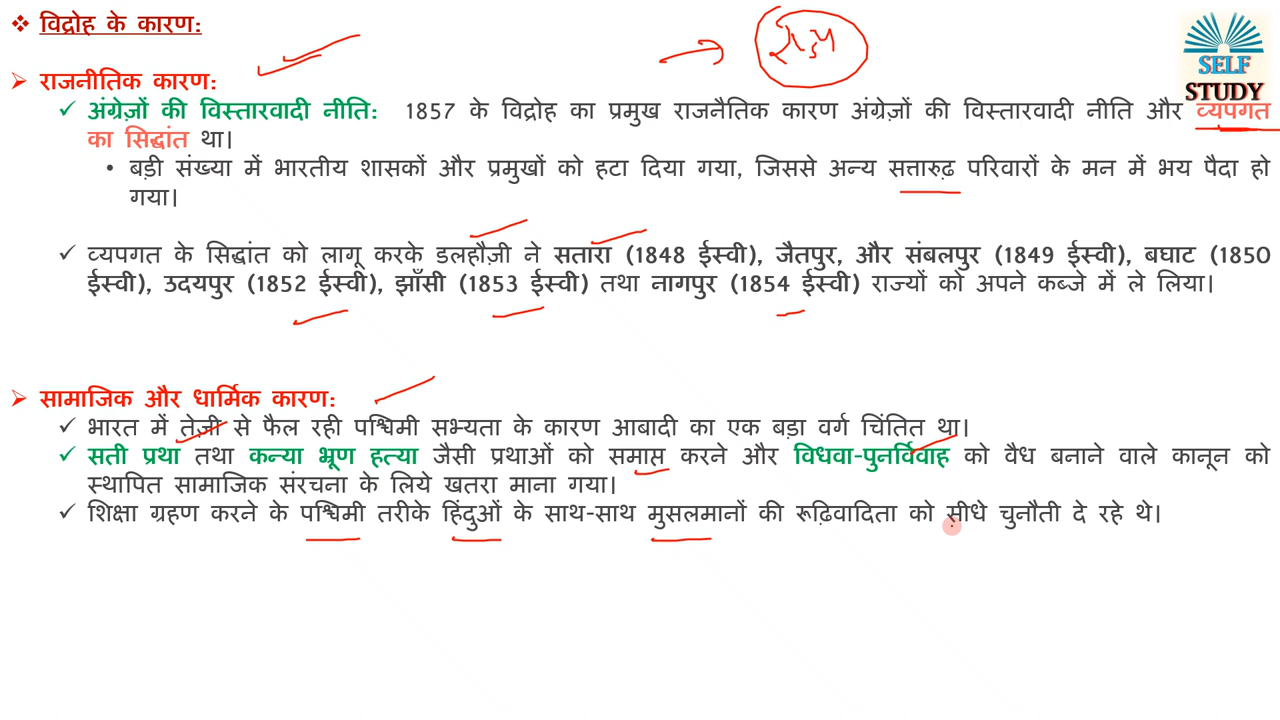 ❖ विद्रोह के कारण:
➢ राजनीतिक कारण:
✓ अंग्रेज़ों की विस्तारवादी नीति: 1857 के विद्रोह का प्रमुख राजनैतिक कारण अंग्रेज़ों की विस्तारवादी नीति और व्यपगत
का सिद्धांत था।
• बड़ी संख्या में भारतीय शासकों और प्रमुखों को हटा दिया गया, जिससे अन्य सत्तारुढ़ परिवारों के मन में भय पैदा हो
गया।
✓ व्यपगत के सिद्धांत को लागू करके डलहौज़ी ने सतारा (1848 ईस्वी), जैतपुर, और संबलपुर (1849 ईस्वी), बघाट (1850
ईस्वी), उदयपुर (1852 ईस्वी), झाँसी (1853 ईस्वी) तथा नागपुर (1854 ईस्वी) राज्यों को अपने कब्जे में ले लिया।
➢ सामाजिक और धार्मिक कारण:
✓ भारत में तेज़ी से फैल रही पश्चिमी सभ्यता के कारण आबादी का एक बड़ा वर्ग चिंतित था।
✓ सती प्रथा तथा कन्या भ्रूण हत्या जैसी प्रथाओं को समाप्त करने और विधवा-पुनर्विवाह को वैध बनाने वाले कानून को
स्थापित सामाजिक संरचना के लिये खतरा माना गया।
✓ शिक्षा ग्रहण करने के पश्चिमी तरीके हिंदुओं के साथ-साथ मुसलमानों की रूढ़िवादिता को सीधे चुनौती दे रहे थे।
SELF
STUDY